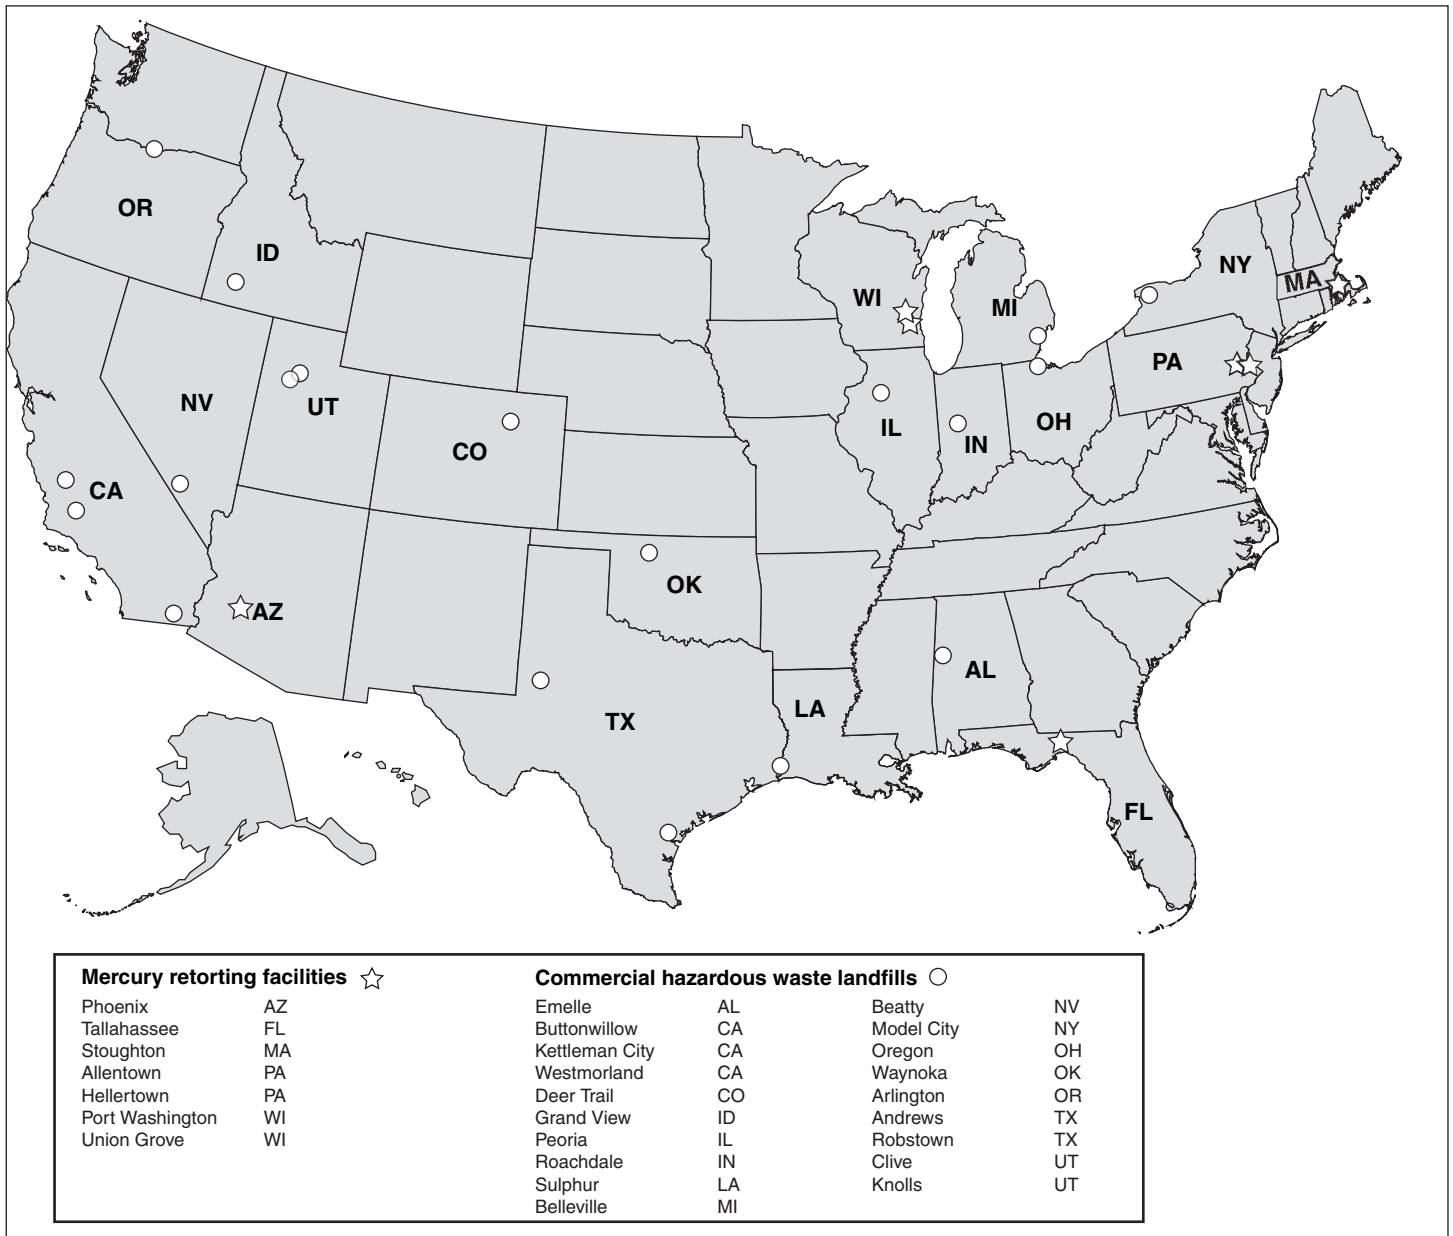 OR
ID
WI
MI
NY
MA
PA
NV
UT
CO
IL
IN
OH
CA
OK
AZ
AL
LA
TX
FL
Mercury retorting facilities
Phoenix AZ
Tallahassee FL
Stoughton MA
Allentown PA
Hellertown PA
Port Washington WI
Union Grove WI
Commercial hazardous waste landfills
Emelle AL
Buttonwillow CA
Kettleman City CA
Westmorland CA
Deer Trail CO
Grand View ID
Peoria IL
Roachdale IN
Sulphur LA
Belleville MI
Beatty NV
Model City NY
Oregon OH
Waynoka OK
Arlington OR
Andrews TX
Robstown TX
Clive UT
Knolls UT